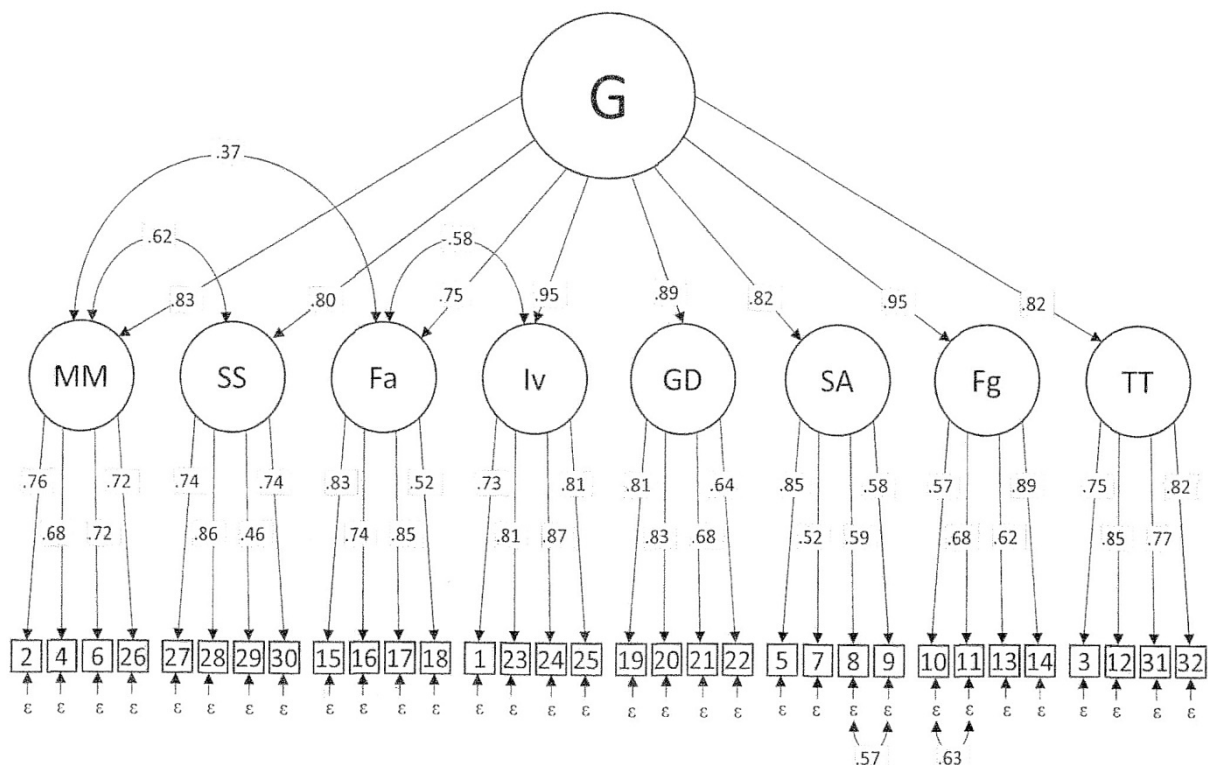 G
.37
.62 .58
.83 .80 .75 .95 .89 .82 .95 .82
MM SS Fa Iv GD SA Fg TT
.76 .72 .74 .74 .83 .52 .73 .81 .81 .64 .85 .58 .57 .89 .75 .82
.68 .72 .86 .46 .74 .85 .81 .87 .83 .68 .52 .59 .68 .62 .85 .77
2 4 6 26 27 28 29 30 15 16 17 18 1 23 24 25 19 20 21 22 5 7 8 9 10 11 13 14 3 12 31 32
ε ε ε ε ε ε ε ε ε ε ε ε ε ε ε ε ε ε ε ε ε ε ε ε ε ε ε ε ε ε ε ε
.57 .63